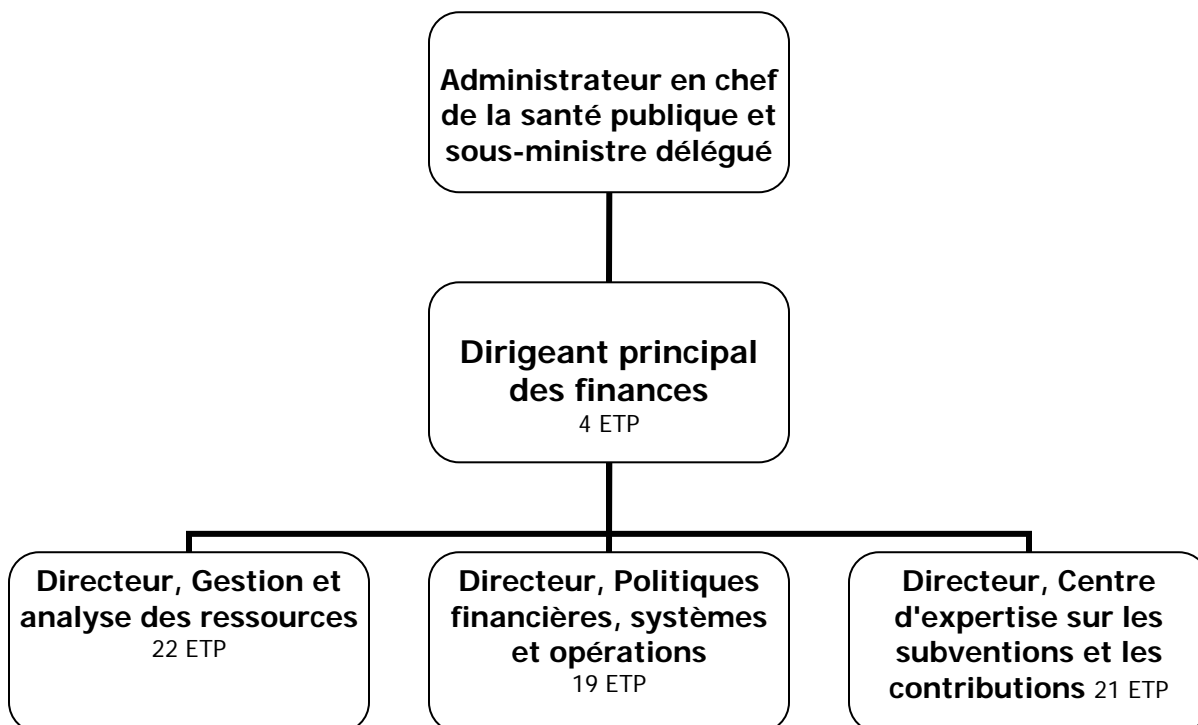 Administrateur en chef
de la santé publique et
sous-ministre délégué
Dirigeant principal
des finances
4 ETP
Directeur, Gestion et
analyse des ressources
22 ETP
Directeur, Politiques
financières, systèmes
et opérations
19 ETP
Directeur, Centre
d'expertise sur les
subventions et les
contributions 21 ETP